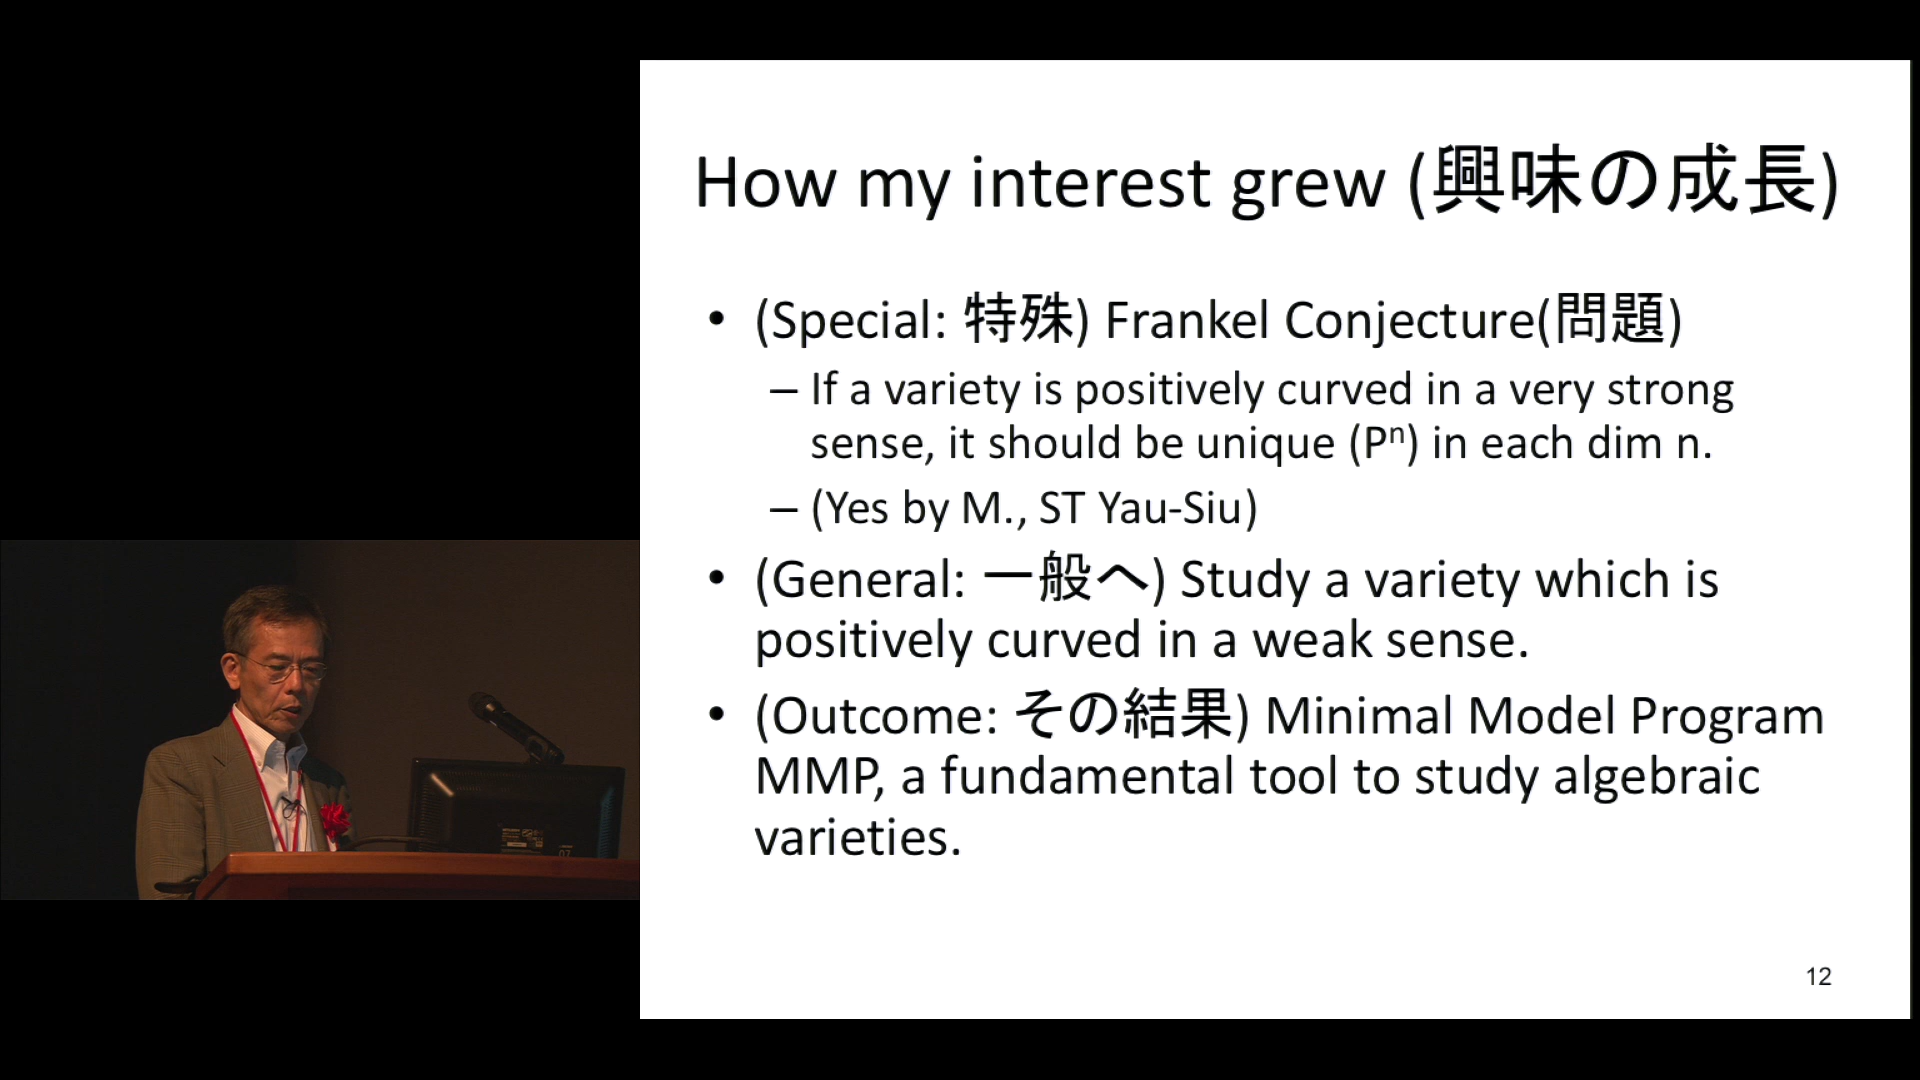 How my interest grew (興味の成長)
• (Special: 特殊) Frankel Conjecture(問題)
– If a variety is positively curved in a very strong
sense, it should be unique (Pⁿ) in each dim n.
– (Yes by M., ST Yau-Siu)
• (General: 一般へ) Study a variety which is
positively curved in a weak sense.
• (Outcome: その結果) Minimal Model Program
MMP, a fundamental tool to study algebraic
varieties.
12